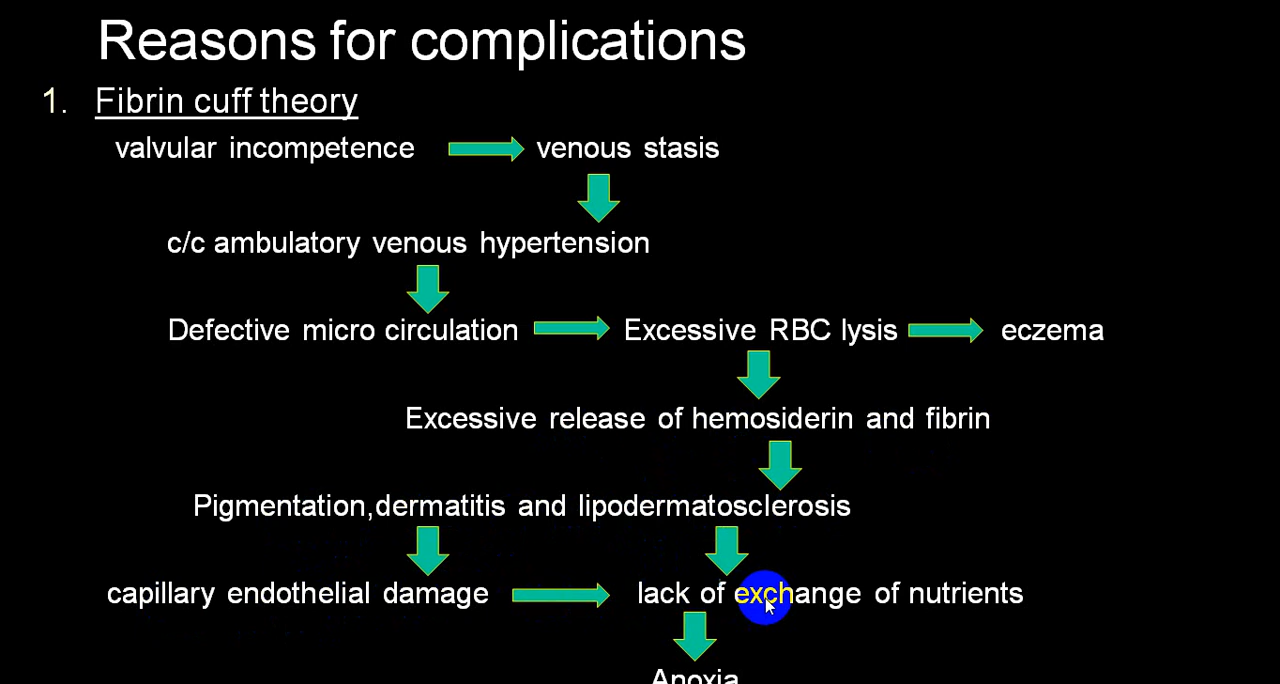 Reasons for complications
1. Fibrin cuff theory
valvular incompetence venous stasis
c/c ambulatory venous hypertension
Defective micro circulation Excessive RBC lysis eczema
Excessive release of hemosiderin and fibrin
Pigmentation,dermatitis and lipodermatosclerosis
capillary endothelial damage lack of exchange of nutrients
Anoxia